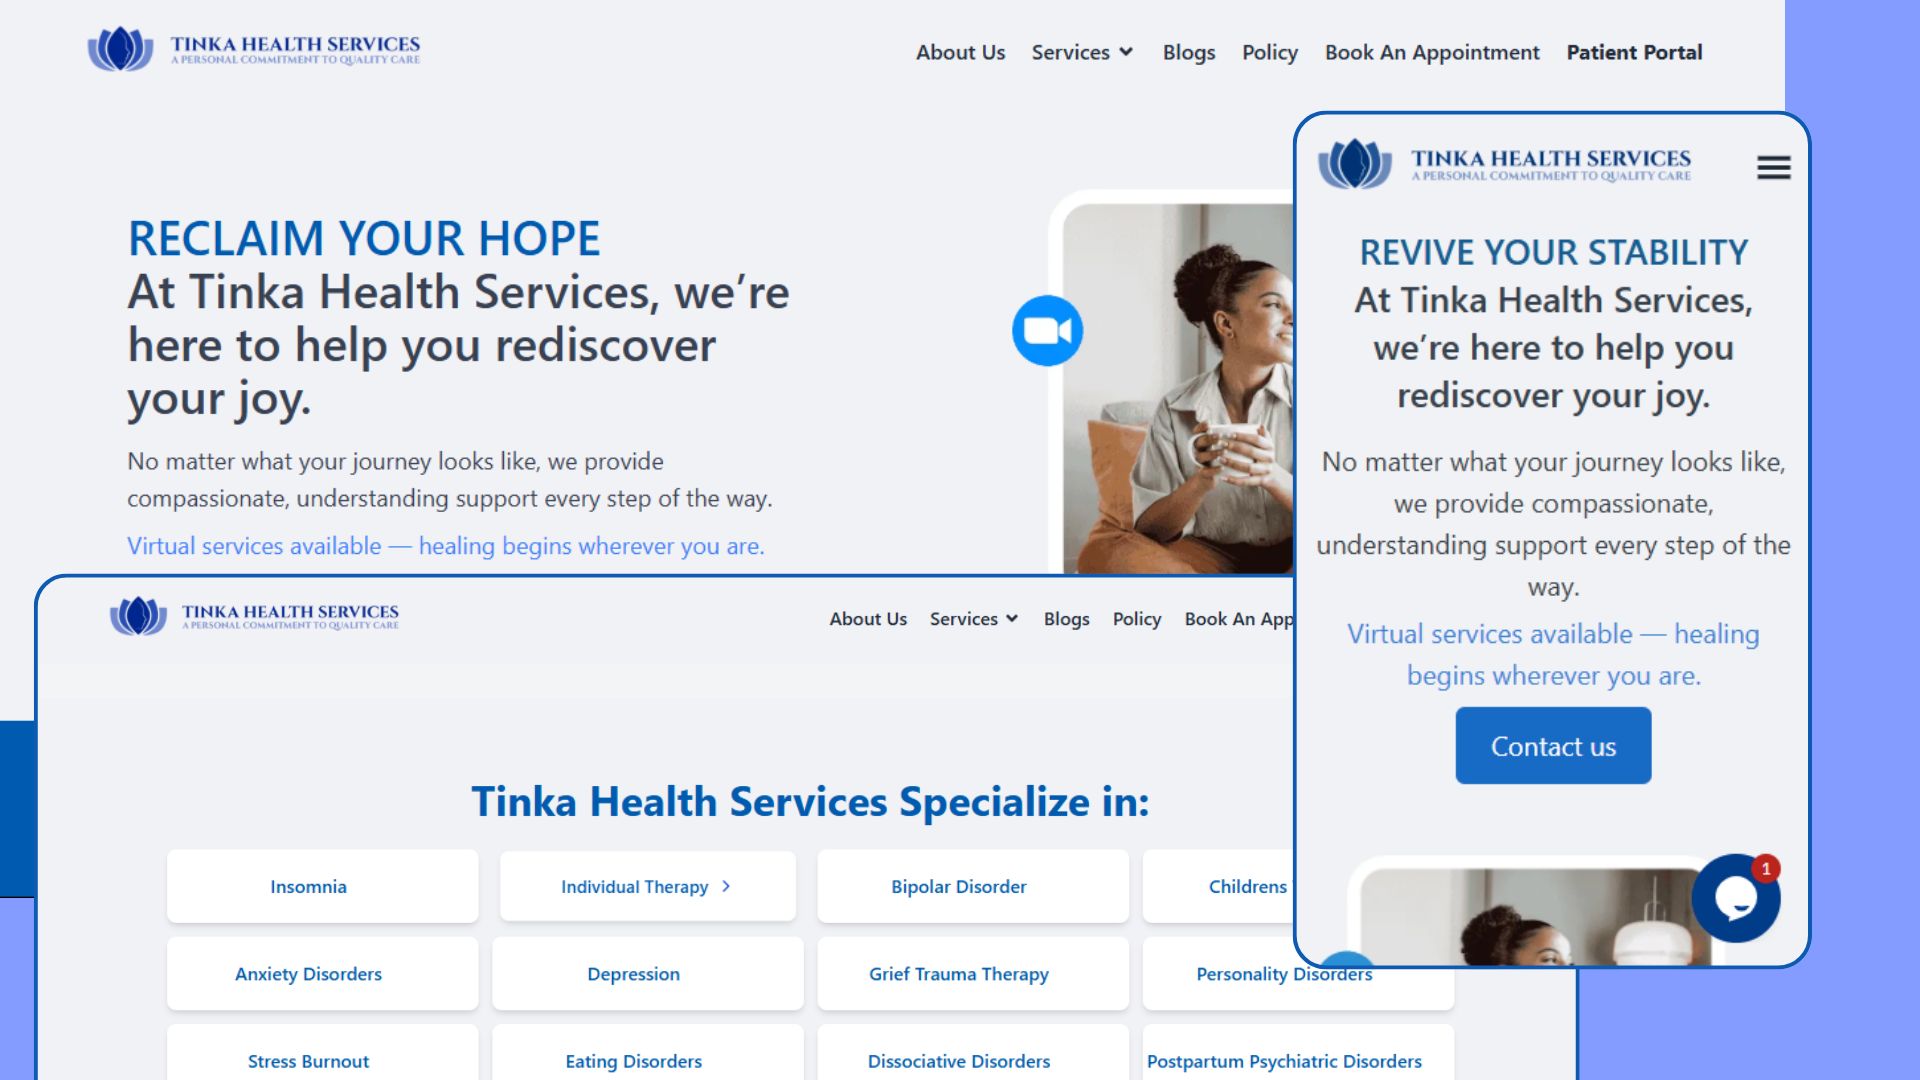 TINKA HEALTH SERVICES
A PERSONAL COMMITMENT TO QUALITY CARE
About Us Services Blogs Policy Book An Appointment Patient Portal
RECLAIM YOUR HOPE
At Tinka Health Services, we’re
here to help you rediscover
your joy.
No matter what your journey looks like, we provide
compassionate, understanding support every step of the way.
Virtual services available — healing begins wherever you are.
TINKA HEALTH SERVICES
A PERSONAL COMMITMENT TO QUALITY CARE
REVIVE YOUR STABILITY
At Tinka Health Services,
we’re here to help you
rediscover your joy.
No matter what your journey looks like,
we provide compassionate,
understanding support every step of the
way.
Virtual services available — healing
begins wherever you are.
Contact us
1
TINKA HEALTH SERVICES
A PERSONAL COMMITMENT TO QUALITY CARE
About Us Services Blogs Policy Book An App
Tinka Health Services Specialize in:
Insomnia Individual Therapy Bipolar Disorder Childrens
Anxiety Disorders Depression Grief Trauma Therapy Personality Disorders
Stress Burnout Eating Disorders Dissociative Disorders Postpartum Psychiatric Disorders